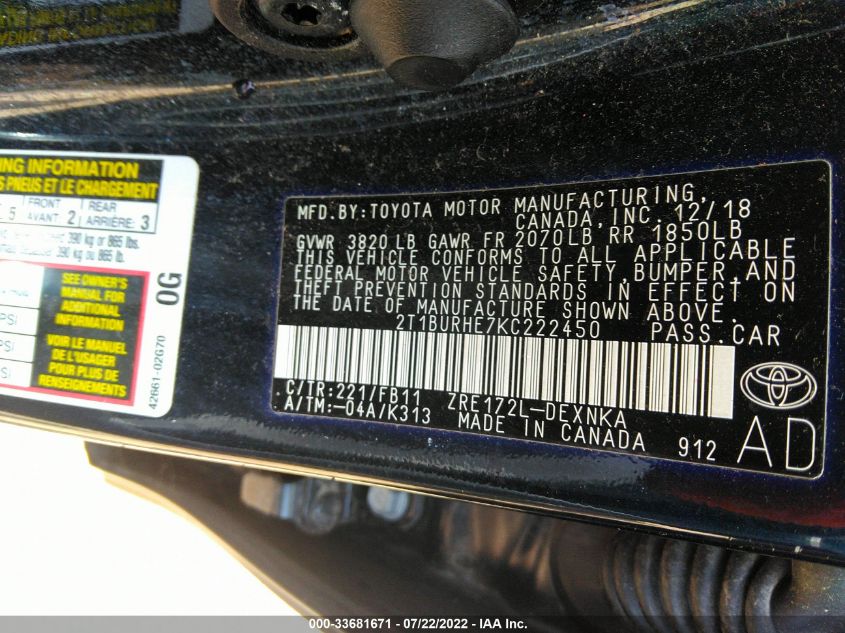 MFD.BY:TOYOTA MOTOR MANUFACTURING,
CANADA, INC. 12/18
GVWR 3820 LB GAWR FR 2070LB RR 1850LB
THIS VEHICLE CONFORMS TO ALL APPLICABLE
FEDERAL MOTOR VEHICLE SAFETY, BUMPER, AND
THEFT PREVENTION STANDARDS IN EFFECT ON
THE DATE OF MANUFACTURE SHOWN ABOVE.
2T1BURHE7KC222450 PASS.CAR
C/TR:221/FB11 ZRE172L-DEXNKA
A/TM:-04A/K313 MADE IN CANADA 912
AD
ING INFORMATION
S PNEUS ET LE CHARGEMENT
5 FRONT 2 REAR 3
AVANT ARRIÈRE
390 kg or 865 lbs.
390 kg ou 865 lb.
SEE OWNER'S
MANUAL FOR
ADDITIONAL
INFORMATION
VOIR LE MANUEL
DE L'USAGER
POUR PLUS DE
RENSEIGNEMENTS
0G
42661-02G70
000-33681671 / 07/22/2022 - IAA Inc.